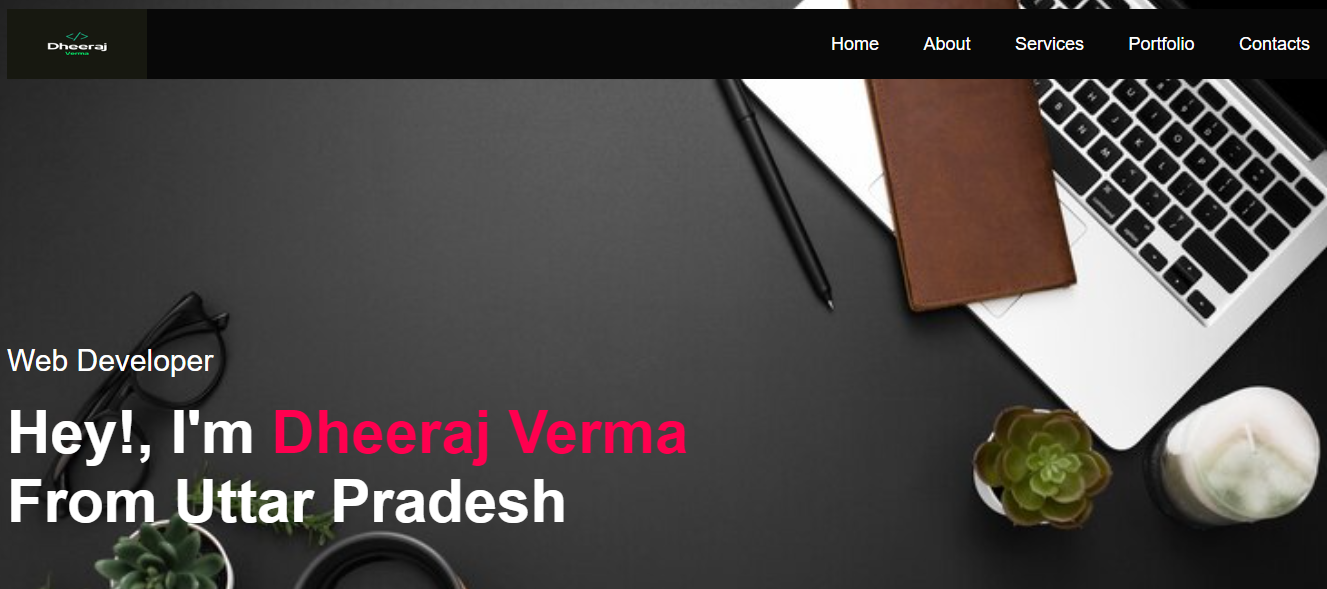 </>
Dheeraj
Verma
Home About Services Portfolio Contacts
Web Developer
Hey!, I'm Dheeraj Verma
From Uttar Pradesh